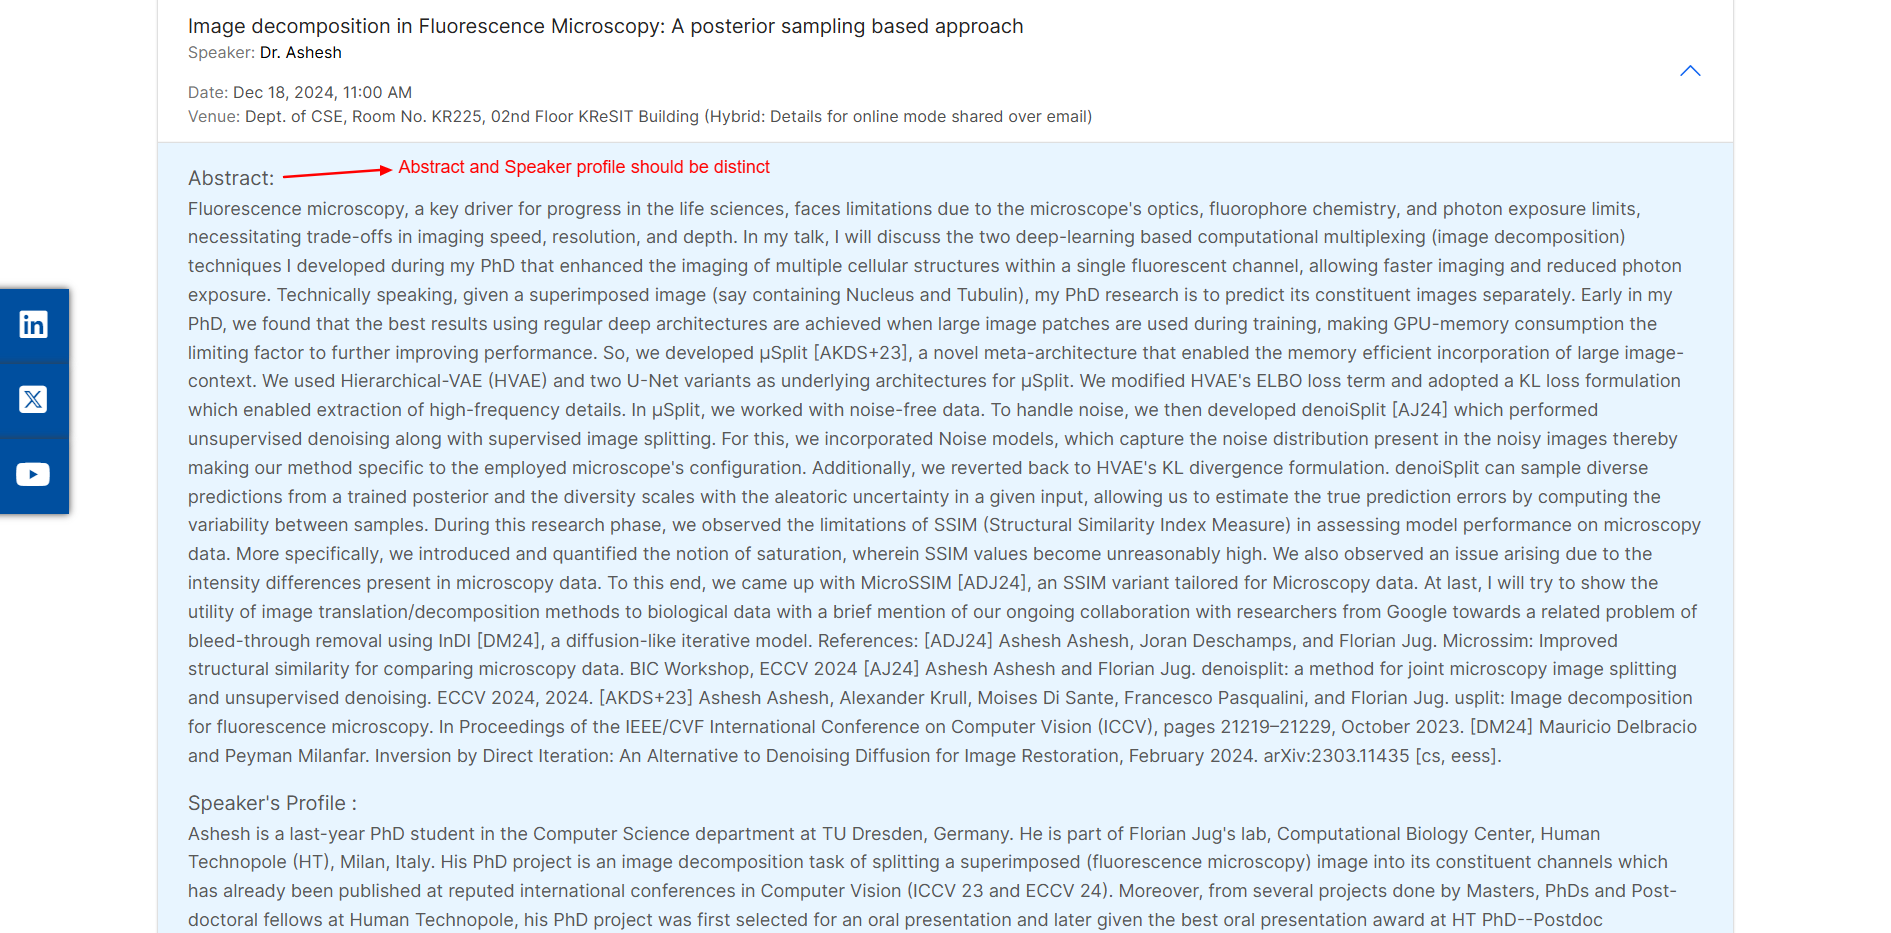 Image decomposition in Fluorescence Microscopy: A posterior sampling based approach
Speaker: Dr. Ashesh
Date: Dec 18, 2024, 11:00 AM
Venue: Dept. of CSE, Room No. KR225, 02nd Floor KReSIT Building (Hybrid: Details for online mode shared over email)
Abstract: Abstract and Speaker profile should be distinct
Fluorescence microscopy, a key driver for progress in the life sciences, faces limitations due to the microscope's optics, fluorophore chemistry, and photon exposure limits,
necessitating trade-offs in imaging speed, resolution, and depth. In my talk, I will discuss the two deep-learning based computational multiplexing (image decomposition)
techniques I developed during my PhD that enhanced the imaging of multiple cellular structures within a single fluorescent channel, allowing faster imaging and reduced photon
exposure. Technically speaking, given a superimposed image (say containing Nucleus and Tubulin), my PhD research is to predict its constituent images separately. Early in my
PhD, we found that the best results using regular deep architectures are achieved when large image patches are used during training, making GPU-memory consumption the
limiting factor to further improving performance. So, we developed µSplit [AKDS+23], a novel meta-architecture that enabled the memory efficient incorporation of large image-
context. We used Hierarchical-VAE (HVAE) and two U-Net variants as underlying architectures for µSplit. We modified HVAE's ELBO loss term and adopted a KL loss formulation
which enabled extraction of high-frequency details. In µSplit, we worked with noise-free data. To handle noise, we then developed denoiSplit [AJ24] which performed
unsupervised denoising along with supervised image splitting. For this, we incorporated Noise models, which capture the noise distribution present in the noisy images thereby
making our method specific to the employed microscope's configuration. Additionally, we reverted back to HVAE's KL divergence formulation. denoiSplit can sample diverse
predictions from a trained posterior and the diversity scales with the aleatoric uncertainty in a given input, allowing us to estimate the true prediction errors by computing the
variability between samples. During this research phase, we observed the limitations of SSIM (Structural Similarity Index Measure) in assessing model performance on microscopy
data. More specifically, we introduced and quantified the notion of saturation, wherein SSIM values become unreasonably high. We also observed an issue arising due to the
intensity differences present in microscopy data. To this end, we came up with MicroSSIM [ADJ24], an SSIM variant tailored for Microscopy data. At last, I will try to show the
utility of image translation/decomposition methods to biological data with a brief mention of our ongoing collaboration with researchers from Google towards a related problem of
bleed-through removal using InDI [DM24], a diffusion-like iterative model. References: [ADJ24] Ashesh Ashesh, Joran Deschamps, and Florian Jug. Microssim: Improved
structural similarity for comparing microscopy data. BIC Workshop, ECCV 2024 [AJ24] Ashesh Ashesh and Florian Jug. denoisplit: a method for joint microscopy image splitting
and unsupervised denoising. ECCV 2024, 2024. [AKDS+23] Ashesh Ashesh, Alexander Krull, Moises Di Sante, Francesco Pasqualini, and Florian Jug. usplit: Image decomposition
for fluorescence microscopy. In Proceedings of the IEEE/CVF International Conference on Computer Vision (ICCV), pages 21219–21229, October 2023. [DM24] Mauricio Delbracio
and Peyman Milanfar. Inversion by Direct Iteration: An Alternative to Denoising Diffusion for Image Restoration, February 2024. arXiv:2303.11435 [cs, eess].
Speaker's Profile :
Ashesh is a last-year PhD student in the Computer Science department at TU Dresden, Germany. He is part of Florian Jug's lab, Computational Biology Center, Human
Technopole (HT), Milan, Italy. His PhD project is an image decomposition task of splitting a superimposed (fluorescence microscopy) image into its constituent channels which
has already been published at reputed international conferences in Computer Vision (ICCV 23 and ECCV 24). Moreover, from several projects done by Masters, PhDs and Post-
doctoral fellows at Human Technopole, his PhD project was first selected for an oral presentation and later given the best oral presentation award at HT PhD--Postdoc